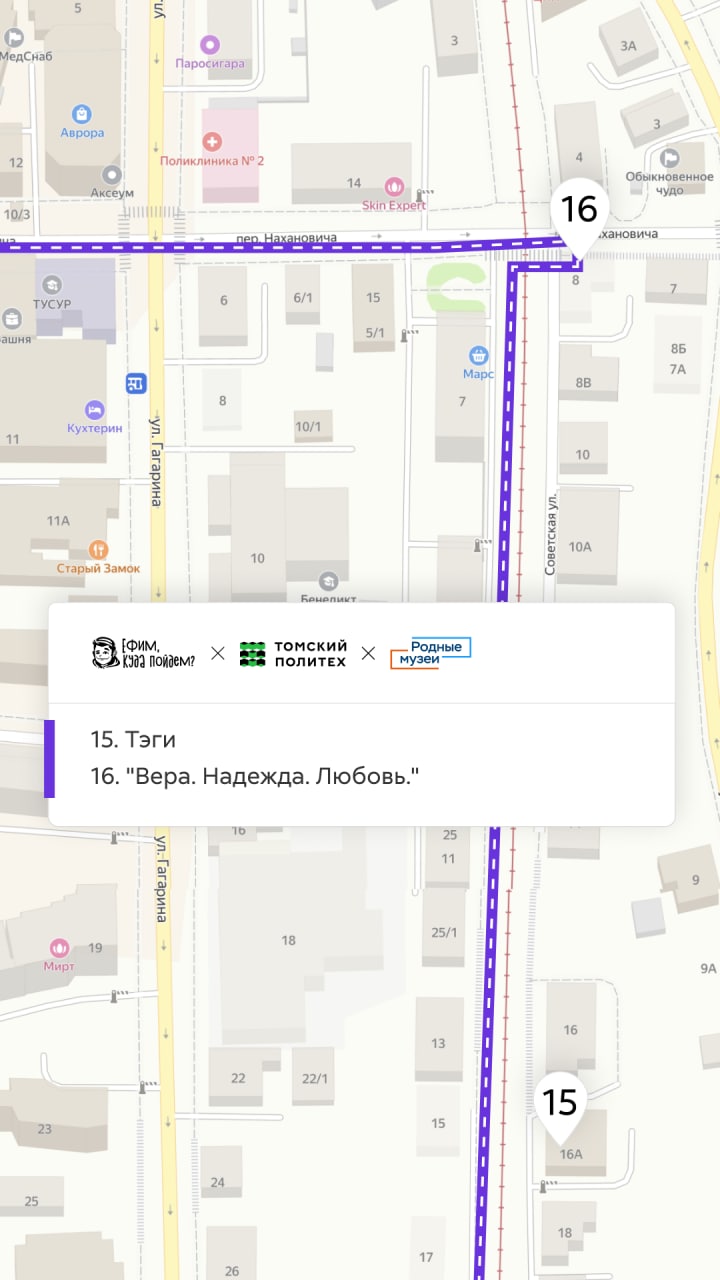 5
ул.
3
3А
МедСнаб
Паросигара
Аврора
3
Поликлиника № 2
4
12
14
Обыкновенное
чудо
Аксеум
Skin Expert
10/3
16
пер. Нахановича
ахановича
ТУСУР
6
6/1
15
8
7
ашня
5/1
Марс
8Б
7А
8В
8
7
Кухтерин
10/1
11
ул. Гагарина
10
11А
Советская ул.
10А
10
Старый Замок
Бенедикт
ЕФИМ,
КУДА ПОЙДЕМ?
×
ТОМСКИЙ
ПОЛИТЕХ
×
Родные
музеи
15. Тэги
16. "Вера. Надежда. Любовь."
16
25
11
ул. Гагарина
9
25/1
18
19
Мирт
9А
16
13
22
22/1
15
15
23
16А
24
25
18
17
26